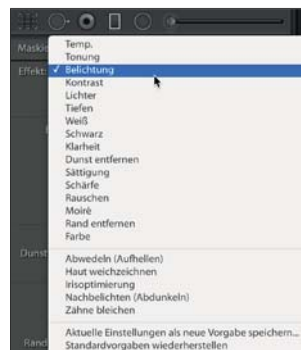 Maskie
Effekt:
Temp.
Tonung
✓ Belichtung
Kontrast
Lichter
Tiefen
Weiß
Schwarz
Klarheit
Dunst entfernen
Sättigung
Schärfe
Rauschen
Moiré
Rand entfernen
Farbe
Dunst
Abwedeln (Aufhellen)
Haut weichzeichnen
Irisoptimierung
Nachbelichten (Abdunkeln)
Zähne bleichen
Aktuelle Einstellungen als neue Vorgabe speichern...
Rand
Standardvorgaben wiederherstellen